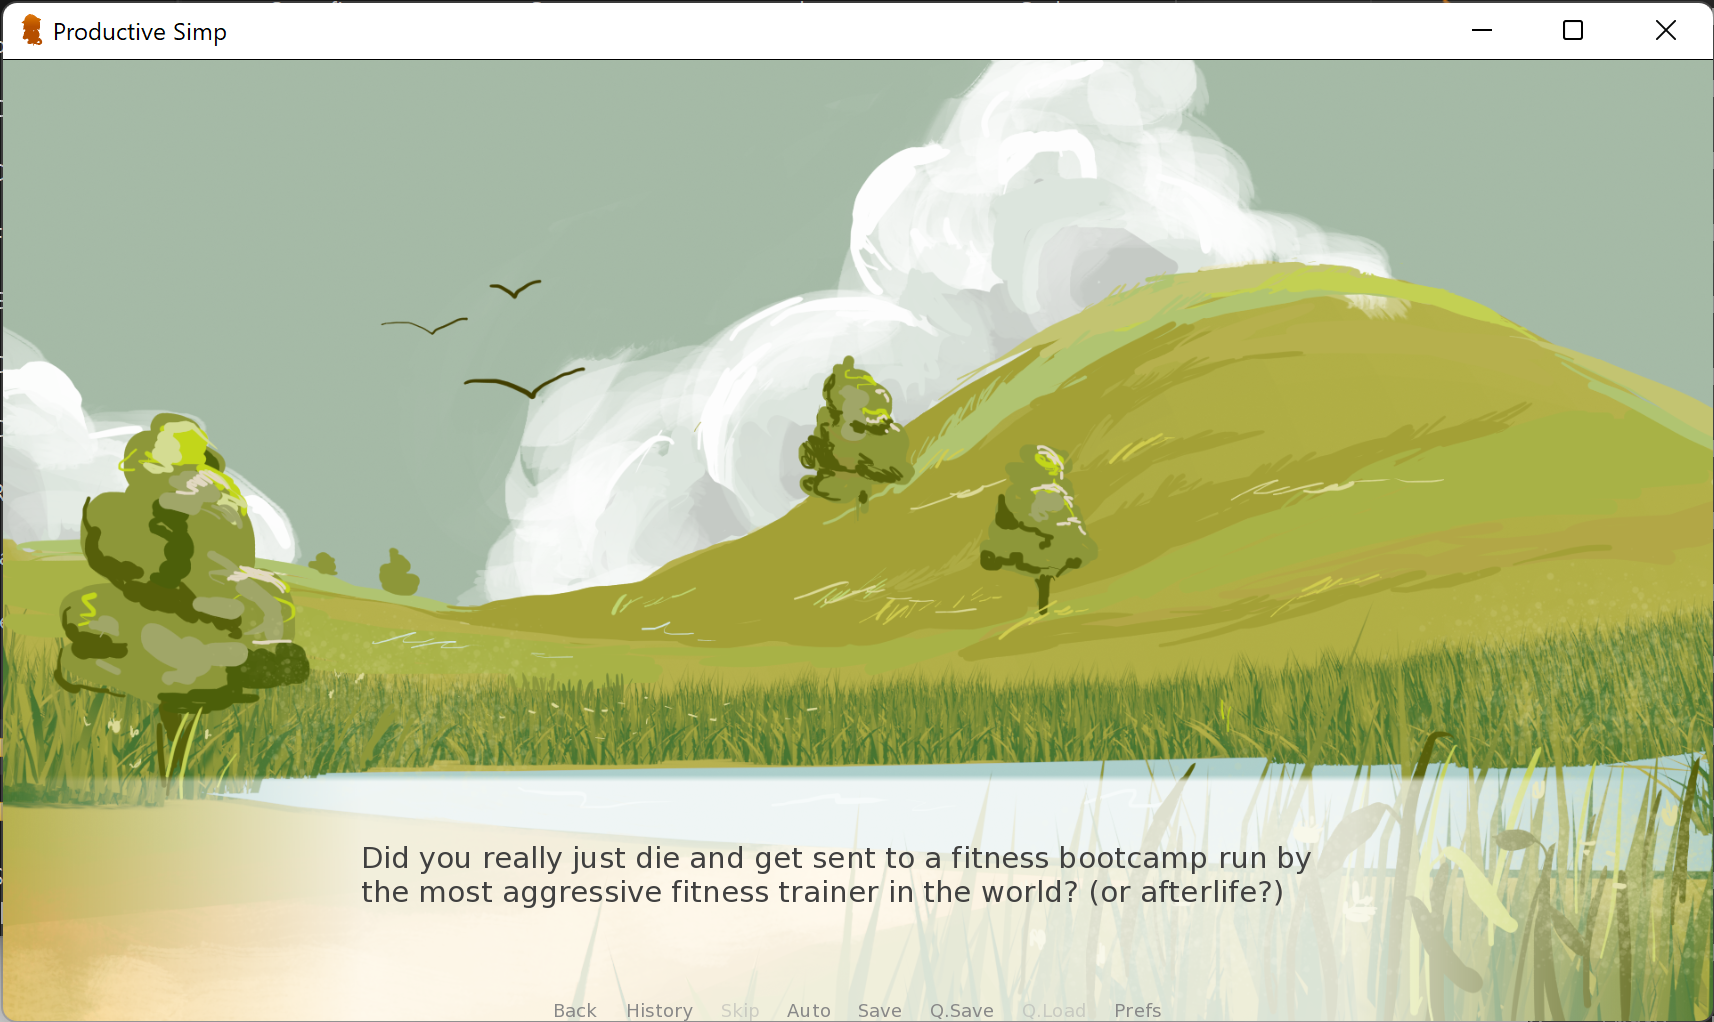 Productive Simp
Did you really just die and get sent to a fitness bootcamp run by
the most aggressive fitness trainer in the world? (or afterlife?)
Back History Skip Auto Save Q.Save Q.Load Prefs